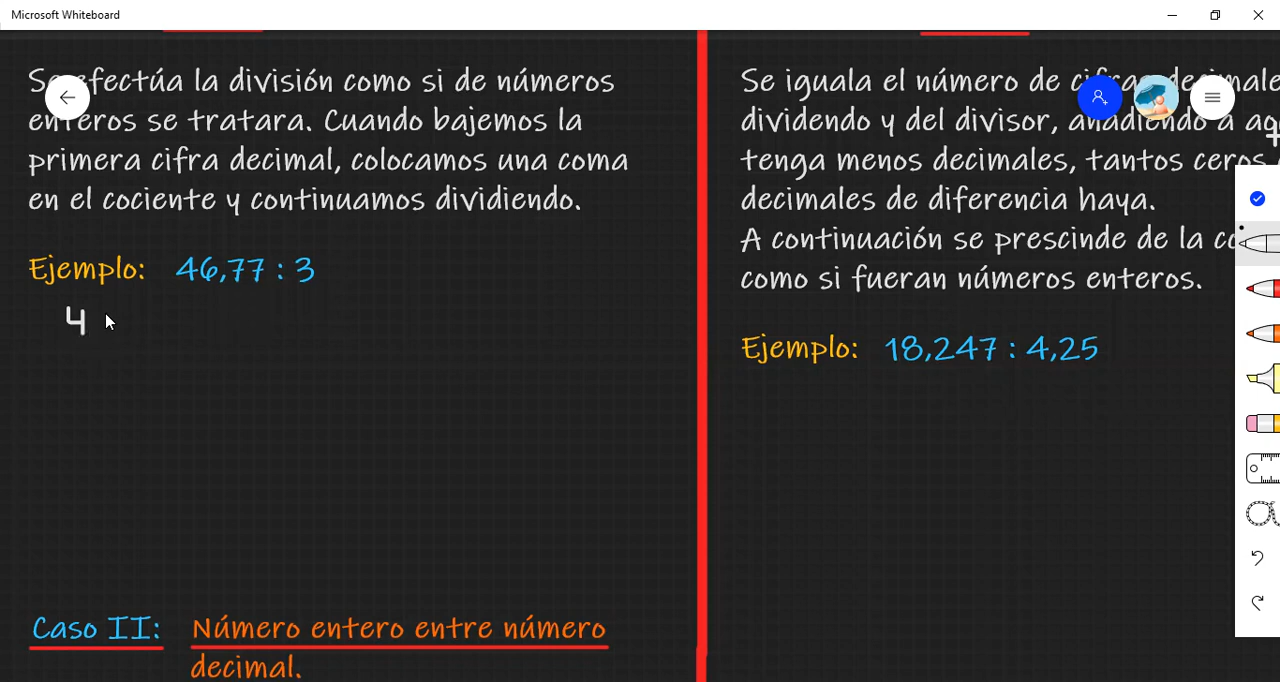 Microsoft Whiteboard
efectúa la división como si de números
enteros se tratara. Cuando bajemos la
primera cifra decimal, colocamos una coma
en el cociente y continuamos dividiendo.
Ejemplo: 46,77 : 3
4
Caso II: Número entero entre número
decimal.
Se iguala el número de cifras
dividendo y del divisor, añadiendo a
tenga menos decimales, tantos ceros
decimales de diferencia haya.
A continuación se prescinde de la
como si fueran números enteros.
Ejemplo: 18,247 : 4,25